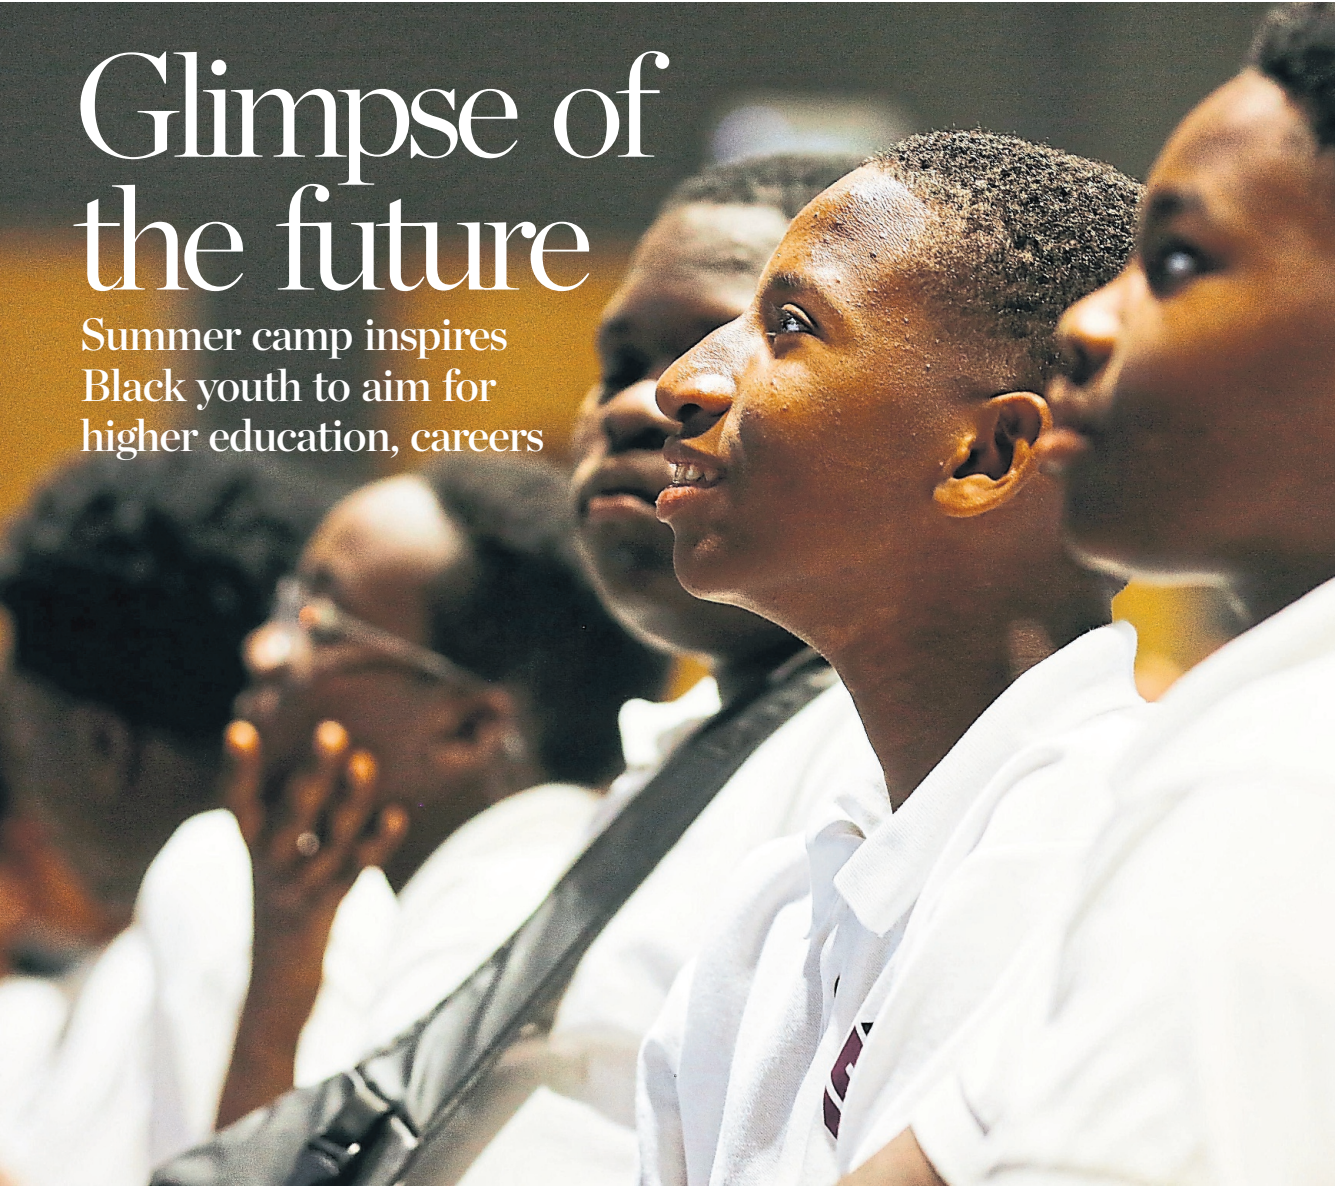 Glimpse of
the future
Summer camp inspires
Black youth to aim for
higher education, careers